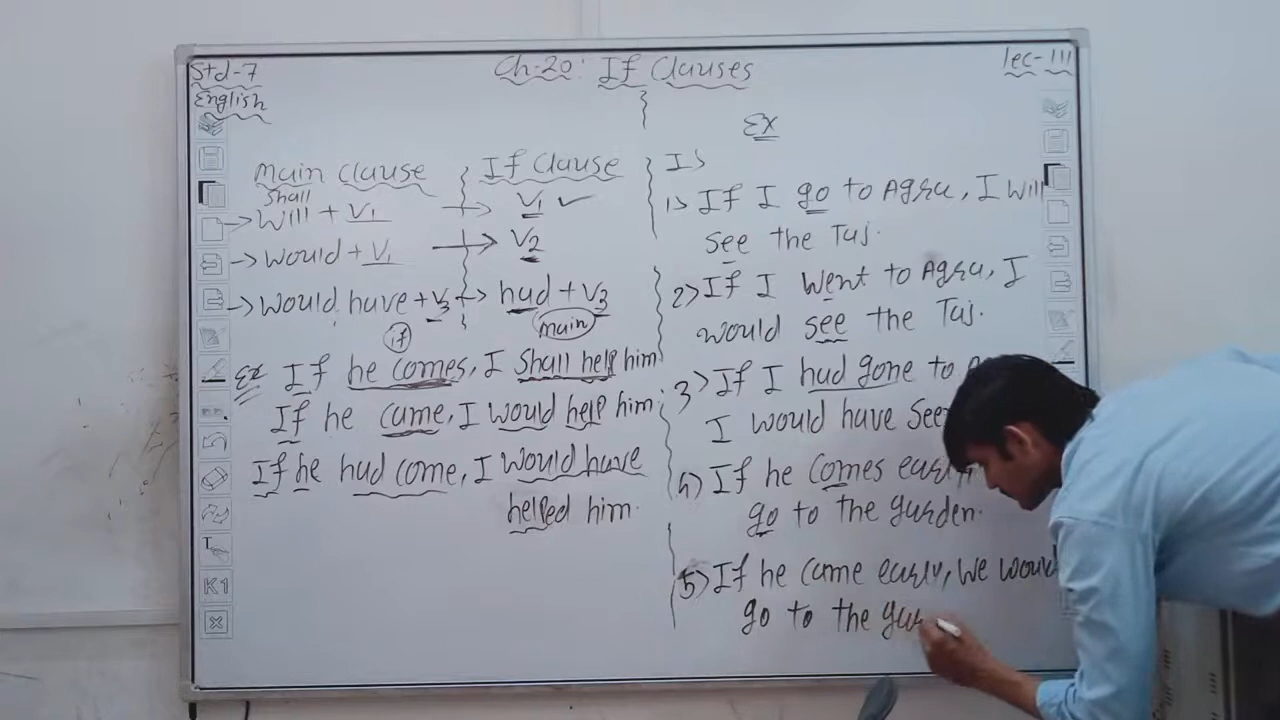 Std-7
English
Ch-20: If Clauses
lec-111
Main Clause
If Clause
Shall
Will + V1 → V1 ✓
→ would + V1 → V2
→ would have + V3 → had + V3
if
main
Ex If he comes, I Shall help him
If he came, I would help him.
If he had come, I would have
helped him.
Ex
I>
1> If I go to Agra, I will
see the Taj.
2> If I went to Agra, I
would see the Taj.
3> If I had gone to
I would have See
4) If he comes
go to the garden.
5) If he came early, we would
go to the gar
T
K1